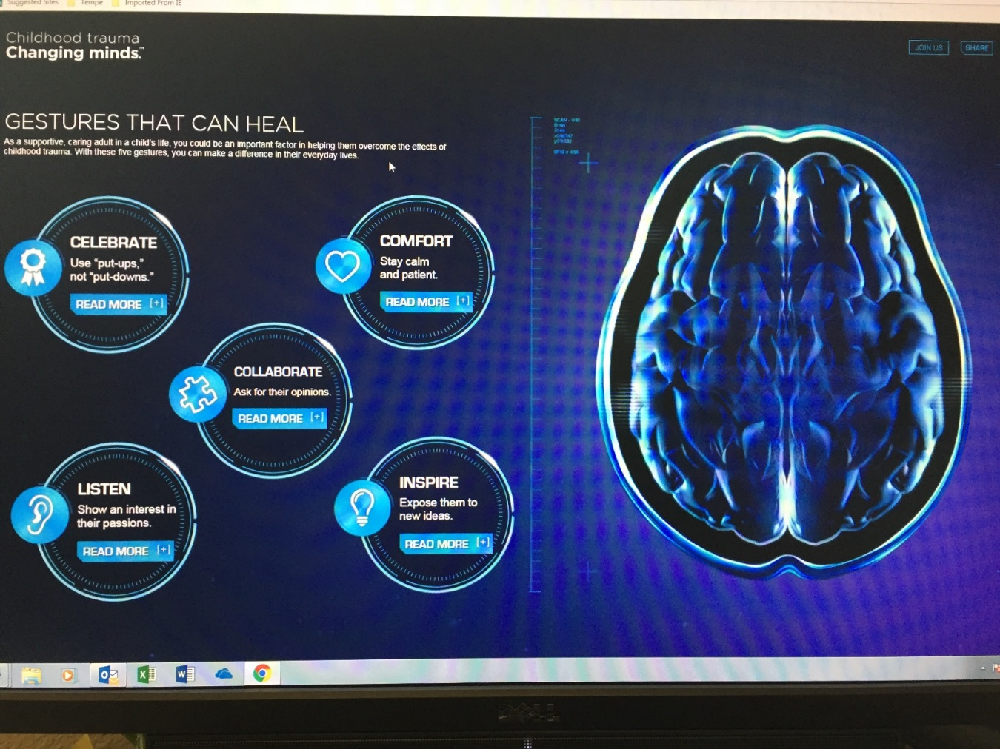 Suggested Sites Tempe Imported From IE
Childhood trauma
Changing minds.™
JOIN US SHARE
GESTURES THAT CAN HEAL
As a supportive, caring adult in a child's life, you could be an important factor in helping them overcome the effects of
childhood trauma. With these five gestures, you can make a difference in their everyday lives.
CELEBRATE
Use "put-ups,"
not "put-downs."
READ MORE [+]
COMFORT
Stay calm
and patient.
READ MORE [+]
COLLABORATE
Ask for their opinions.
READ MORE [+]
LISTEN
Show an interest in
their passions.
READ MORE [+]
INSPIRE
Expose them to
new ideas.
READ MORE [+]
DELL